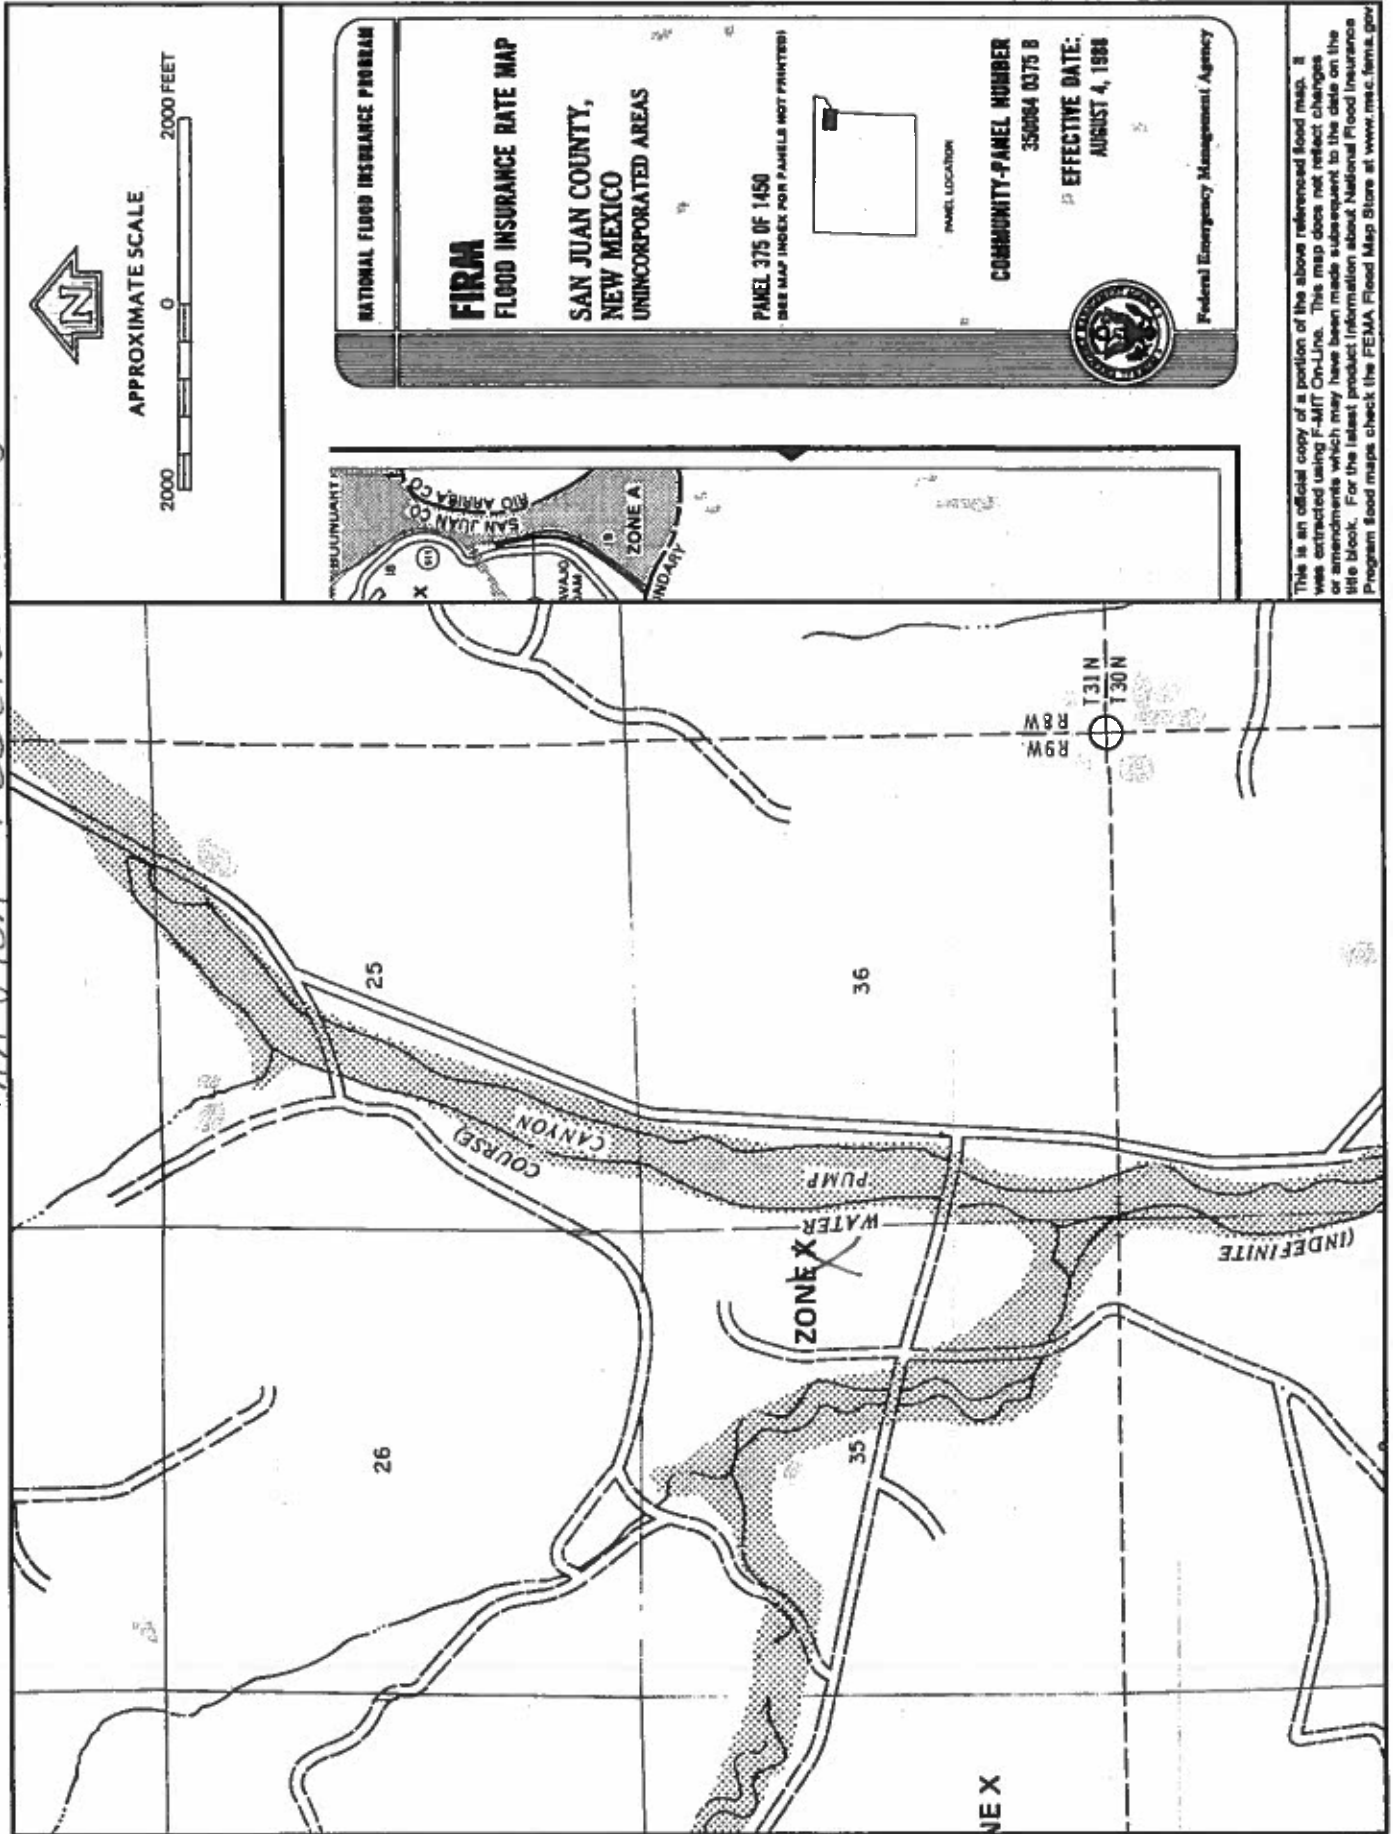 APPROXIMATE SCALE
2000 0 2000 FEET
N
NATIONAL FLOOD INSURANCE PROGRAM
FIRM
FLOOD INSURANCE RATE MAP
SAN JUAN COUNTY,
NEW MEXICO
UNINCORPORATED AREAS
PANEL 375 OF 1450
(SEE MAP INDEX FOR PANELS NOT PRINTED)
PANEL LOCATION
COMMUNITY-PANEL NUMBER
350064 0375 B
EFFECTIVE DATE:
AUGUST 4, 1988
Federal Emergency Management Agency
This is an official copy of a portion of the above referenced flood map. It
was extracted using F-MIT On-Line. This map does not reflect changes
or amendments which may have been made subsequent to the date on the
title block. For the latest product information about National Flood Insurance
Program flood maps check the FEMA Flood Map Store at www.msc.fema.gov
BOUNDARY
SAN JUAN CO
RIO ARRIBA CO
18
511
X
18
ZONE A
AVAJO
DAM
NDARY
25
36
R8W
R9W
T31N
T30N
CANYON
COURSE)
PUMP
WATER
ZONE X
(INDEFINITE
26
35
NE X